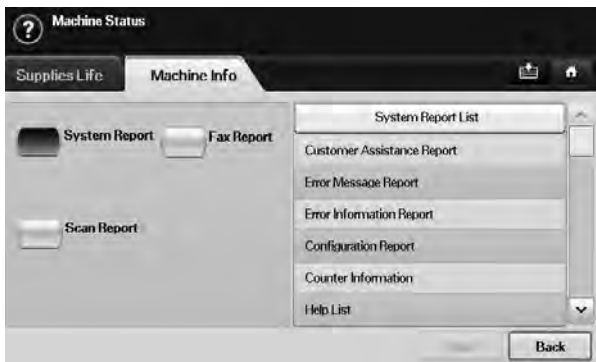 ?
Machine Status
Supplies Life
Machine Info
System Report
Fax Report
Scan Report
System Report List
Customer Assistance Report
Error Message Report
Error Information Report
Configuration Report
Counter Information
Help List
Back